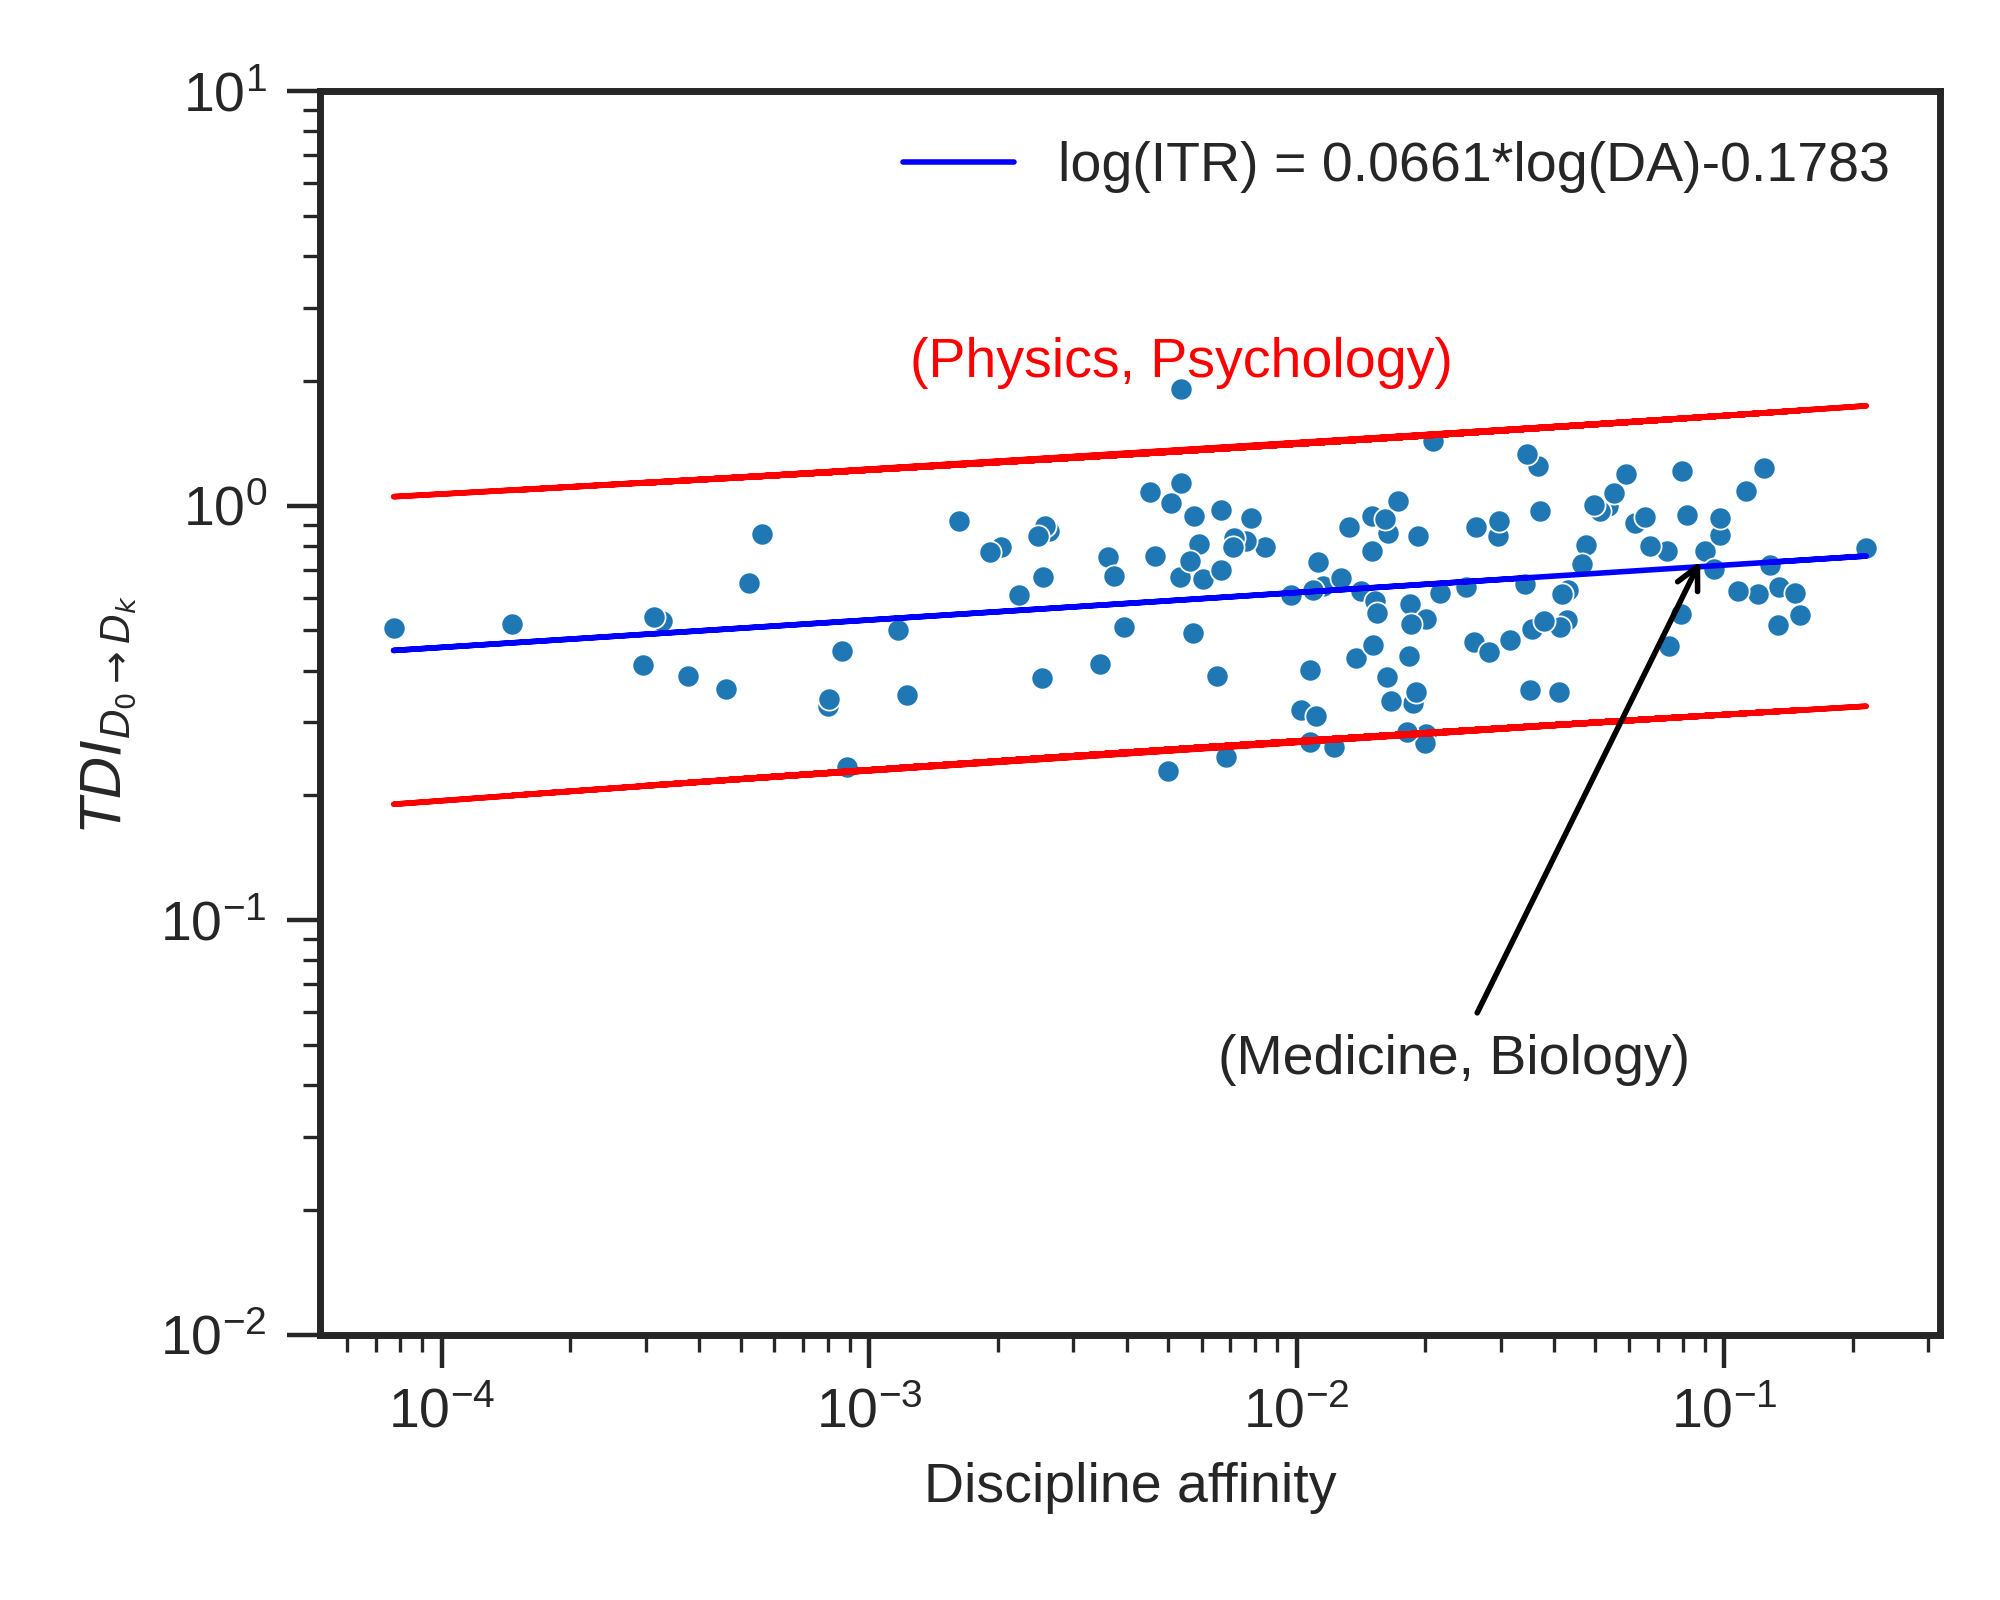 10¹
log(ITR) = 0.0661*log(DA)-0.1783
(Physics, Psychology)
10⁰
TDI_{D₀→Dₖ}
10⁻¹
(Medicine, Biology)
10⁻²
10⁻⁴ 10⁻³ 10⁻² 10⁻¹
Discipline affinity